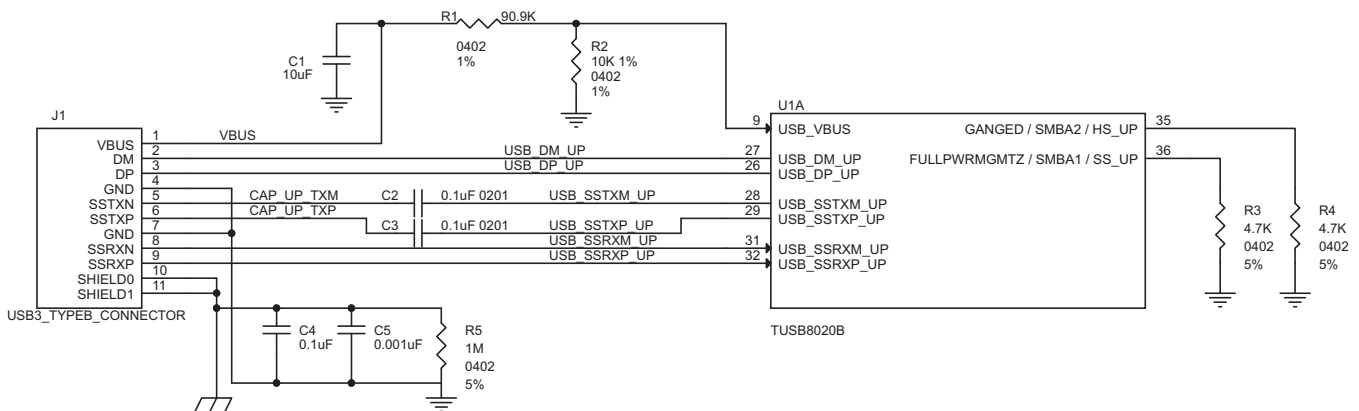 R1 90.9K
0402
1%
R2
10K 1%
0402
1%
C1
10uF
J1
U1A
VBUS 1 VBUS
DM 2 USB_DM_UP 27 USB_DM_UP
DP 3 USB_DP_UP 26 USB_DP_UP
GND 4
SSTXN 5 CAP_UP_TXM C2 0.1uF 0201 USB_SSTXM_UP 28 USB_SSTXM_UP
SSTXP 6 CAP_UP_TXP C3 0.1uF 0201 USB_SSTXP_UP 29 USB_SSTXP_UP
GND 7
SSRXN 8 USB_SSRXM_UP 31 USB_SSRXM_UP
SSRXP 9 USB_SSRXP_UP 32 USB_SSRXP_UP
SHIELD0 10
SHIELD1 11
USB3_TYPEB_CONNECTOR
9 USB_VBUS
GANGED / SMBA2 / HS_UP 35
FULLPWRMGMTZ / SMBA1 / SS_UP 36
R3
4.7K
0402
5%
R4
4.7K
0402
5%
TUSB8020B
C4
0.1uF
C5
0.001uF
R5
1M
0402
5%